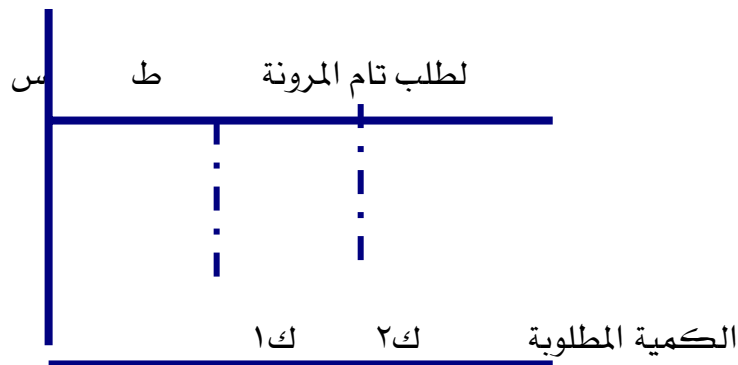 لطلب تام المرونة ط س
الكمية المطلوبة ك٢ ك١